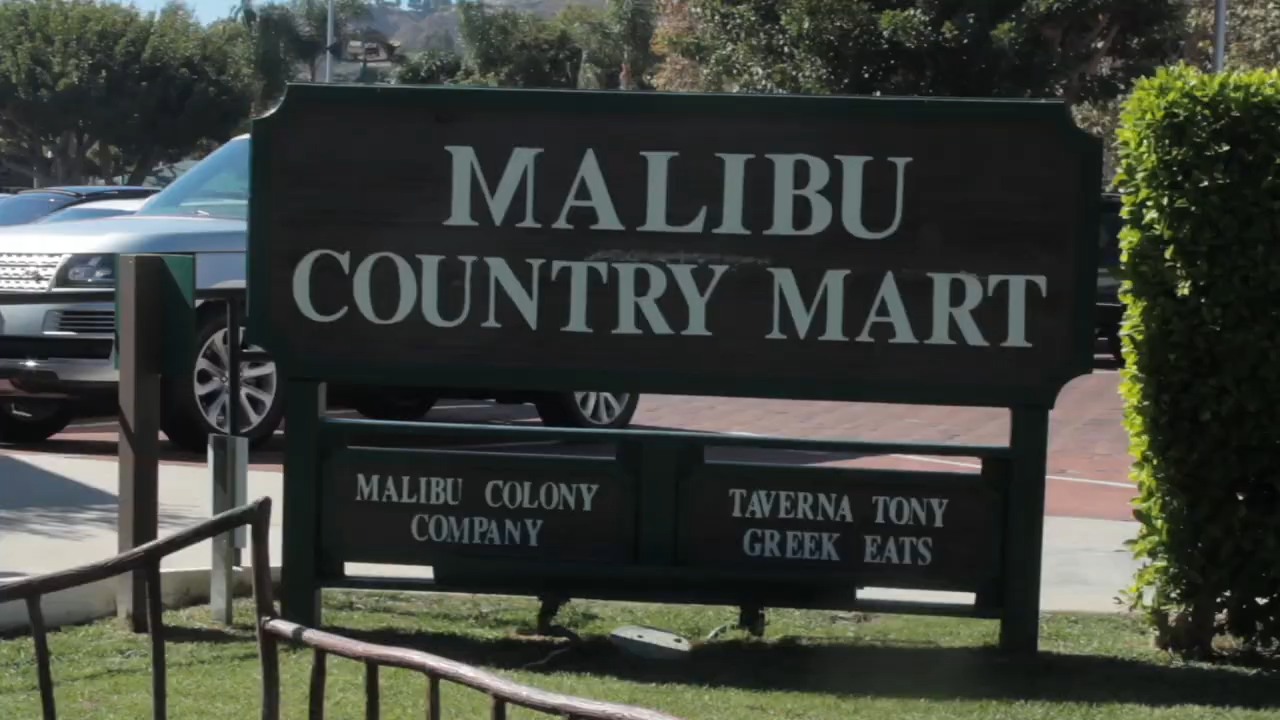 MALIBU
COUNTRY MART
MALIBU COLONY
COMPANY
TAVERNA TONY
GREEK EATS